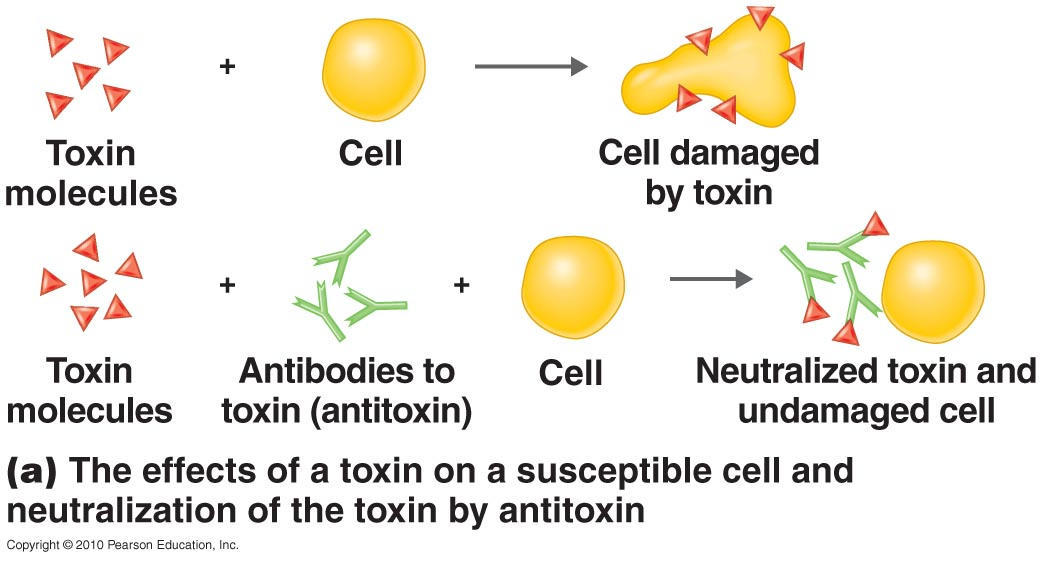 +
Toxin
molecules
Cell
Cell damaged
by toxin
+
+
Toxin
molecules
Antibodies to
toxin (antitoxin)
Cell
Neutralized toxin and
undamaged cell
(a) The effects of a toxin on a susceptible cell and
neutralization of the toxin by antitoxin
Copyright © 2010 Pearson Education, Inc.